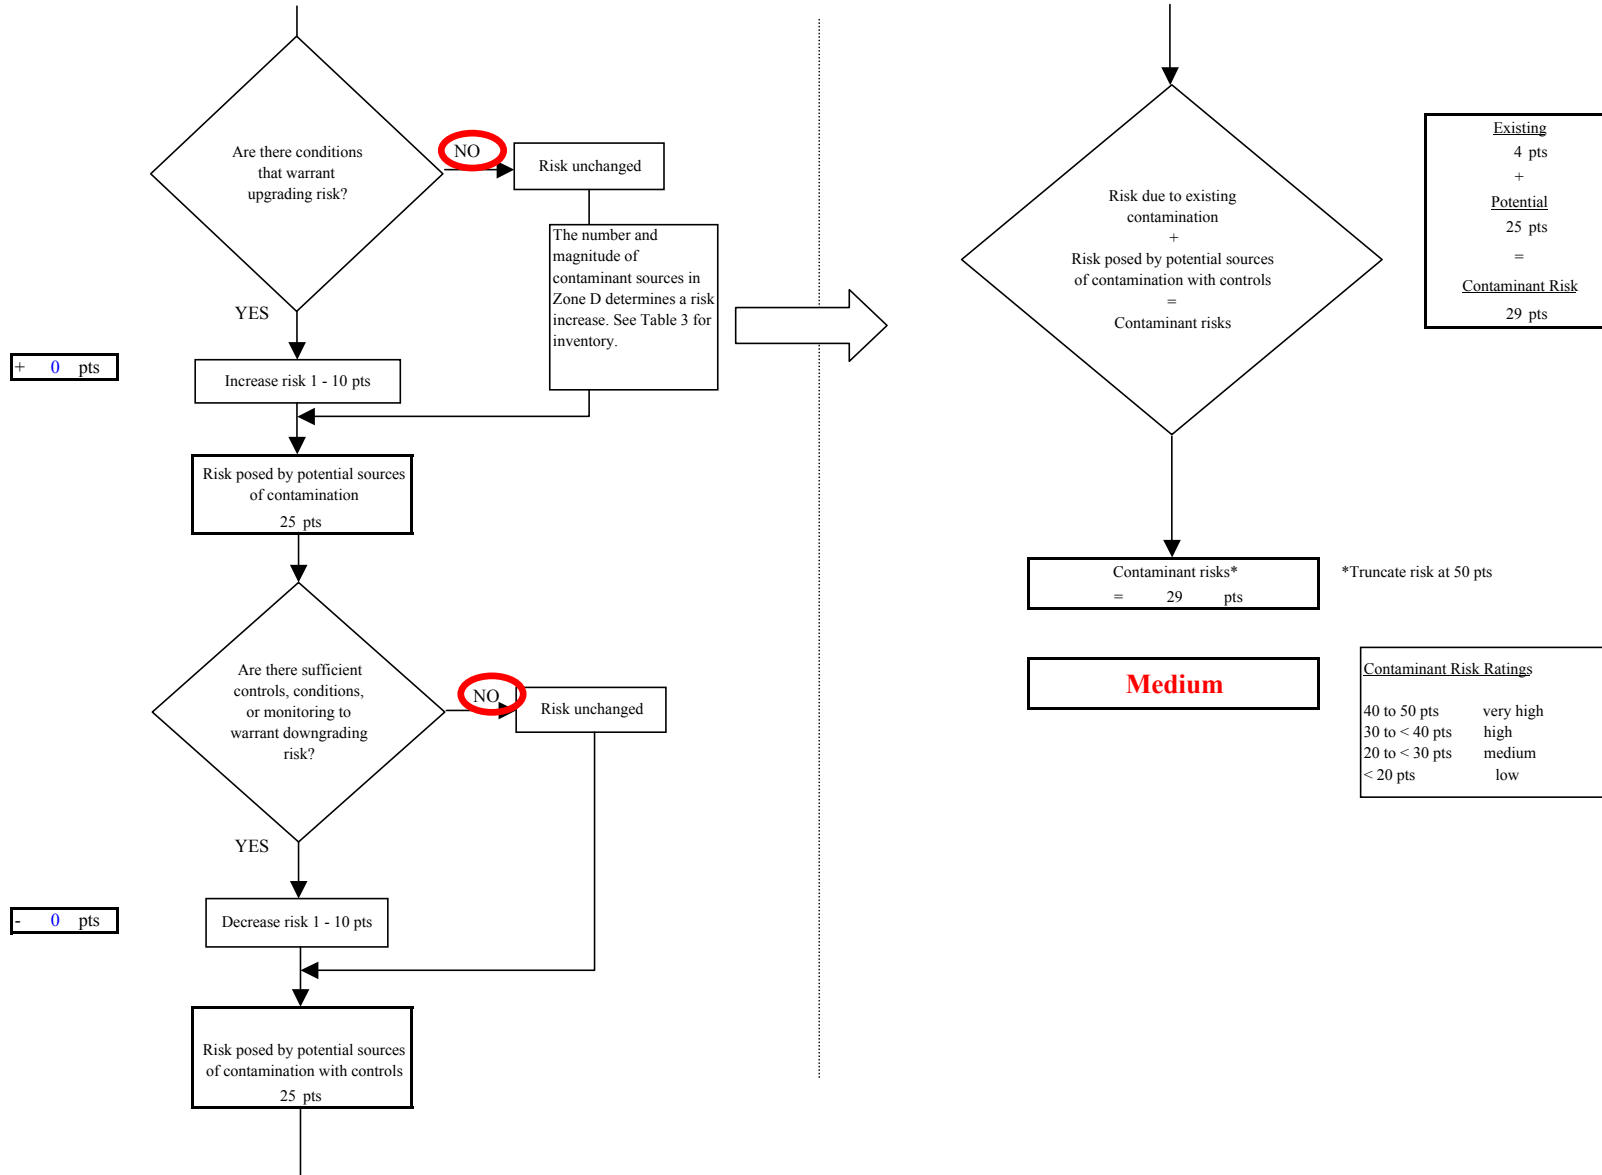 Are there conditions
that warrant
upgrading risk?
NO
Risk unchanged
The number and
magnitude of
contaminant sources in
Zone D determines a risk
increase. See Table 3 for
inventory.
YES
+ 0 pts
Increase risk 1 - 10 pts
Risk posed by potential sources
of contamination
25 pts
Are there sufficient
controls, conditions,
or monitoring to
warrant downgrading
risk?
NO
Risk unchanged
YES
- 0 pts
Decrease risk 1 - 10 pts
Risk posed by potential sources
of contamination with controls
25 pts
Risk due to existing
contamination
+
Risk posed by potential sources
of contamination with controls
=
Contaminant risks
Existing
4 pts
+
Potential
25 pts
=
Contaminant Risk
29 pts
Contaminant risks*
= 29 pts
*Truncate risk at 50 pts
Medium
Contaminant Risk Ratings
40 to 50 pts very high
30 to < 40 pts high
20 to < 30 pts medium
< 20 pts low